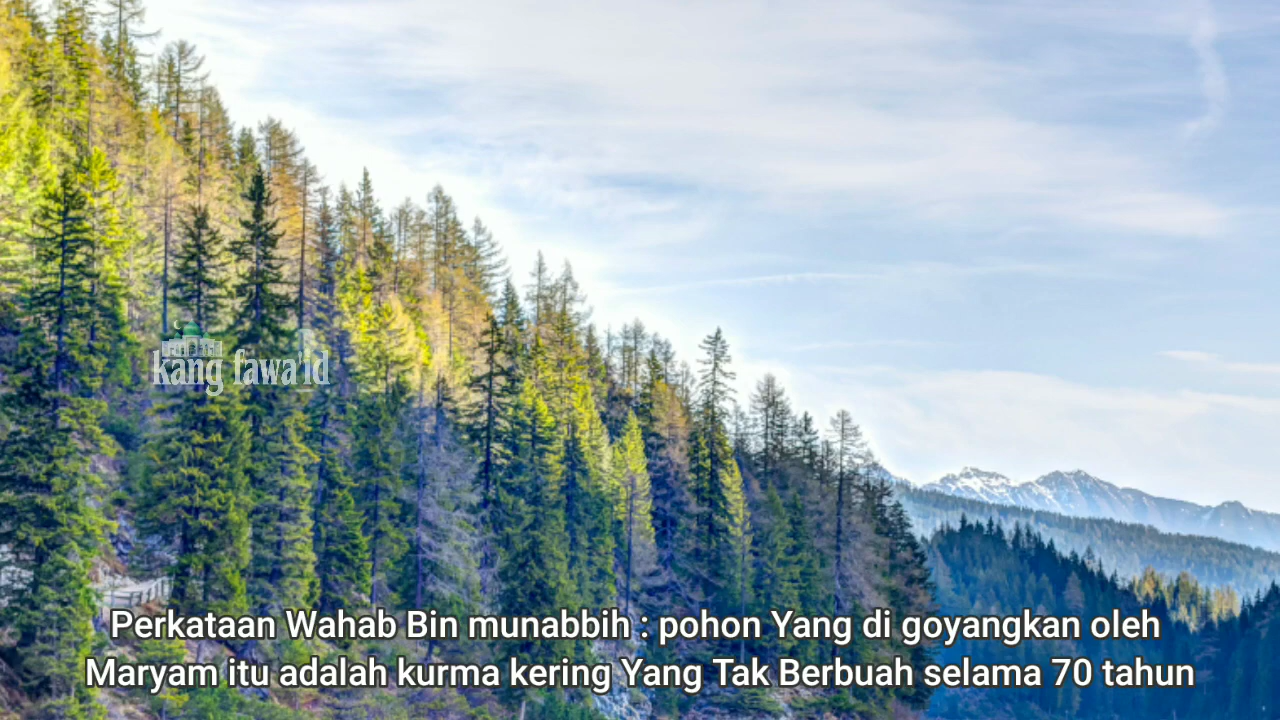 kang fawa'id
Perkataan Wahab Bin munabbih : pohon Yang di goyangkan oleh
Maryam itu adalah kurma kering Yang Tak Berbuah selama 70 tahun